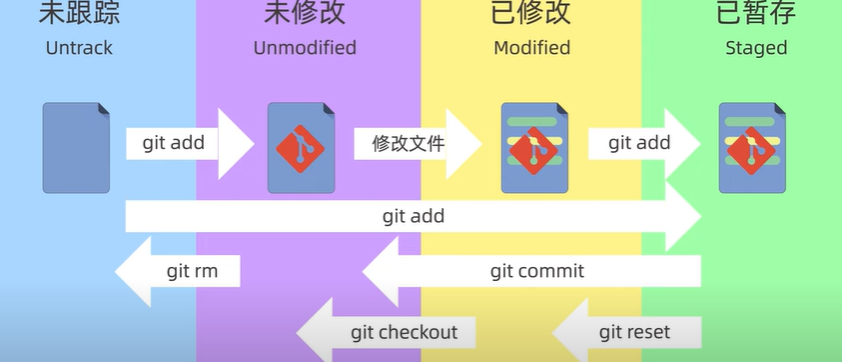 未跟踪 未修改 已修改 已暂存
Untrack Unmodified Modified Staged
git add 修改文件 git add
git add
git rm git commit
git checkout git reset